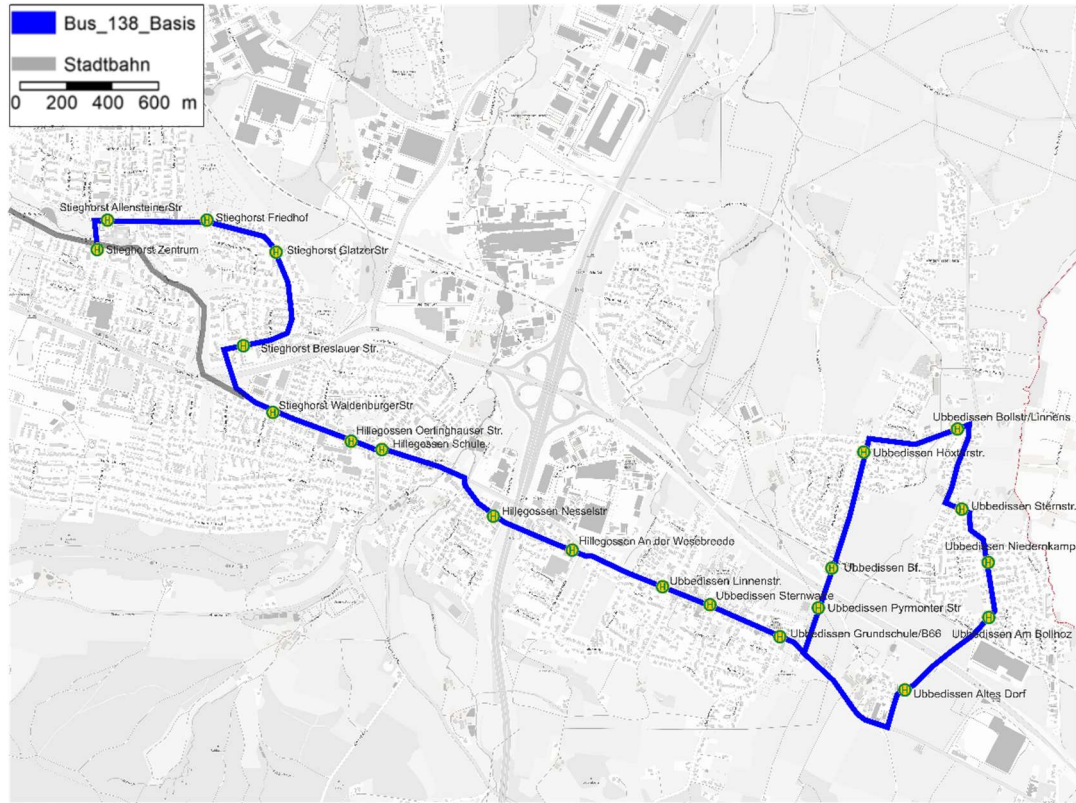 Bus_138_Basis
Stadtbahn
0 200 400 600 m
Stieghorst AllensteinerStr
Stieghorst Friedhof
Stieghorst Zentrum
Stieghorst GlatzerStr
Stieghorst Breslauer Str.
Stieghorst WaldenburgerStr
Hillegossen Oerlinghauser Str.
Hillegossen Schule
Ubbedissen Bollstr/Linnens
Ubbedissen Höxterstr.
Ubbedissen Sternstr.
Hillegossen Nesselstr
Hillegossen An der Wosebreede
Ubbedissen Niedernkamp
Ubbedissen Bf.
Ubbedissen Linnenstr.
Ubbedissen Sternwarte
Ubbedissen Pyrmonter Str
Ubbedissen Am Bollhoz
Ubbedissen Grundschule/B66
Ubbedissen Altes Dorf